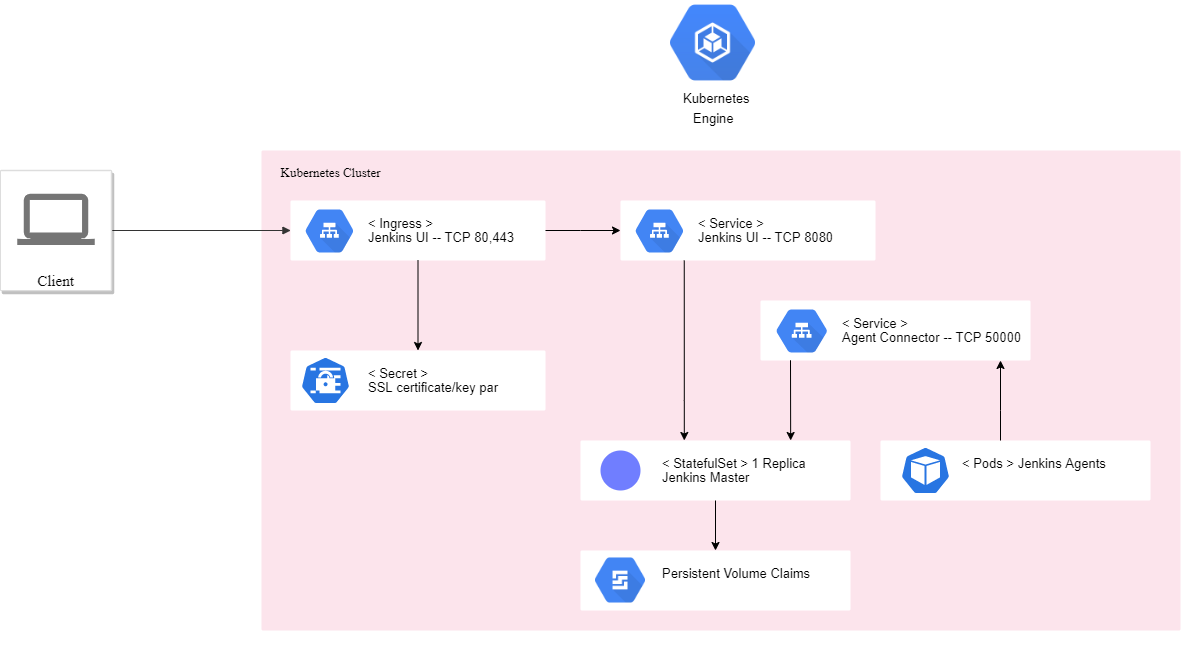 Kubernetes
Engine
Kubernetes Cluster
Client
< Ingress >
Jenkins UI -- TCP 80,443
< Service >
Jenkins UI -- TCP 8080
< Service >
Agent Connector -- TCP 50000
< Secret >
SSL certificate/key par
< StatefulSet > 1 Replica
Jenkins Master
< Pods > Jenkins Agents
Persistent Volume Claims